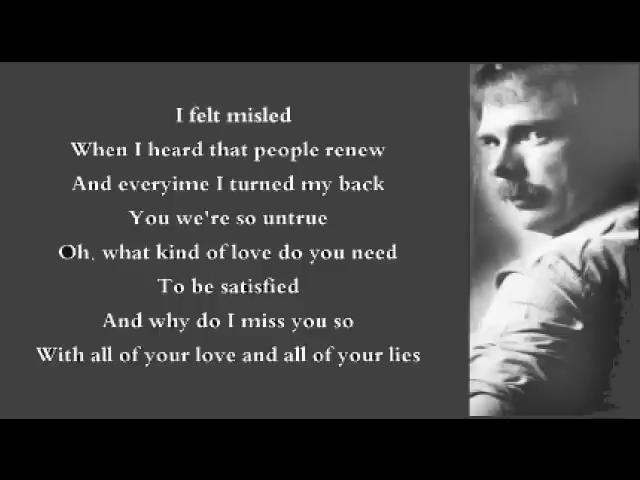 I felt misled
When I heard that people renew
And everyime I turned my back
You we're so untrue
Oh, what kind of love do you need
To be satisfied
And why do I miss you so
With all of your love and all of your lies